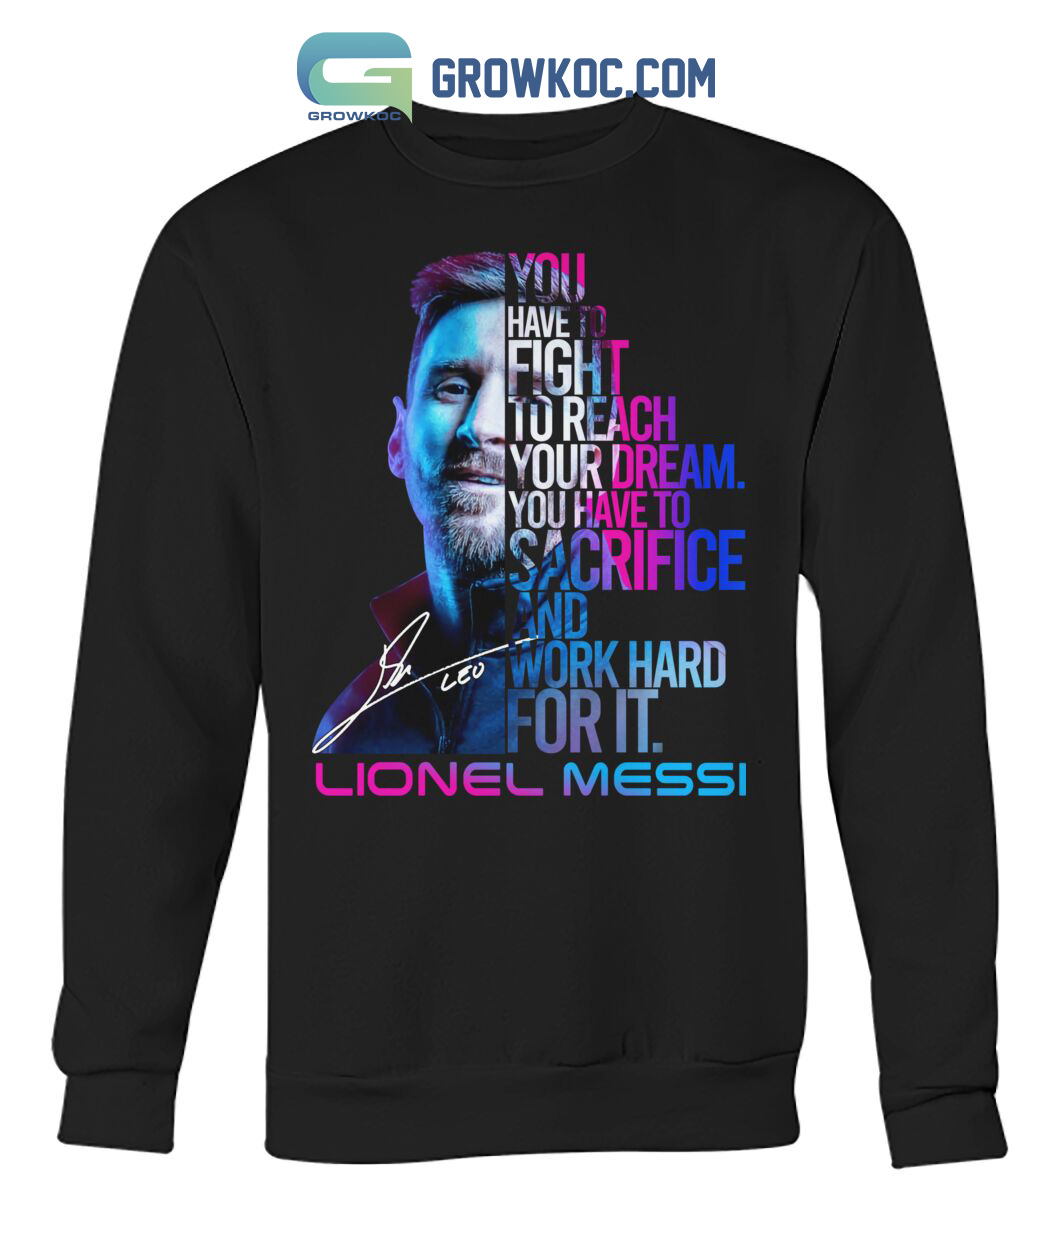 GROWKOC.COM
GROWKOC
YOU
HAVE TO
FIGHT
TO REACH
YOUR DREAM.
YOU HAVE TO
SACRIFICE
AND
WORK HARD
FOR IT.
LEO
LIONEL MESSI